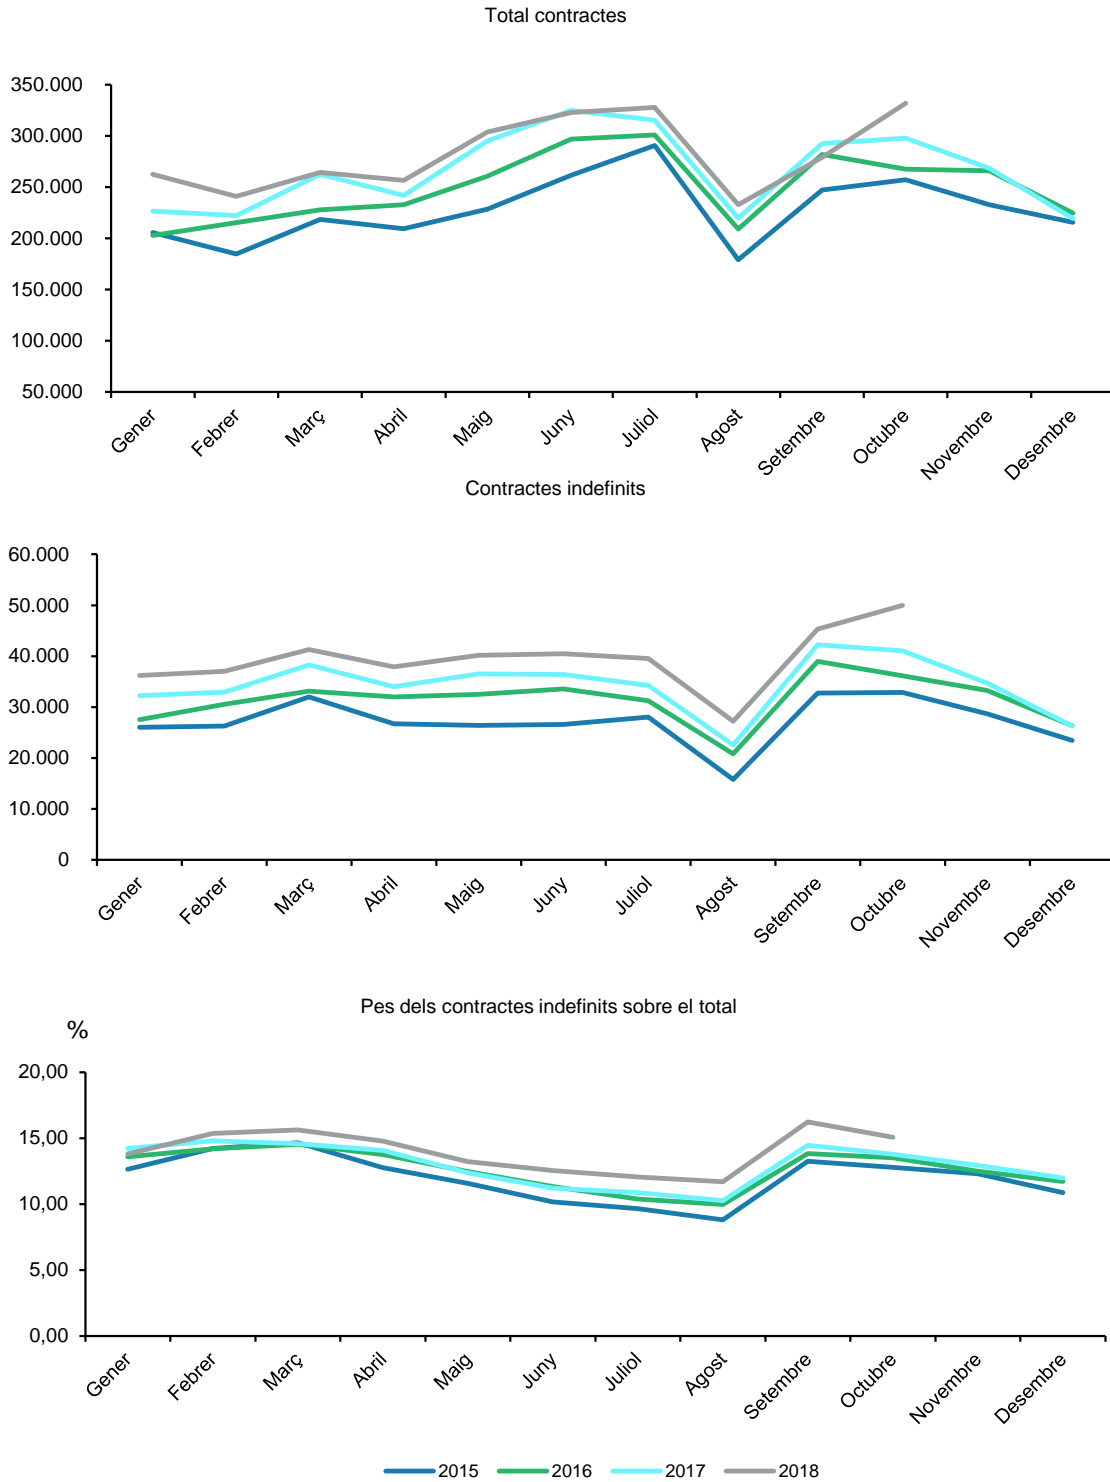 Total contractes
350.000
300.000
250.000
200.000
150.000
100.000
50.000
Gener Febrer Març Abril Maig Juny Juliol Agost Setembre Octubre Novembre Desembre
Contractes indefinits
60.000
50.000
40.000
30.000
20.000
10.000
0
Gener Febrer Març Abril Maig Juny Juliol Agost Setembre Octubre Novembre Desembre
Pes dels contractes indefinits sobre el total
%
20,00
15,00
10,00
5,00
0,00
Gener Febrer Març Abril Maig Juny Juliol Agost Setembre Octubre Novembre Desembre
2015 2016 2017 2018